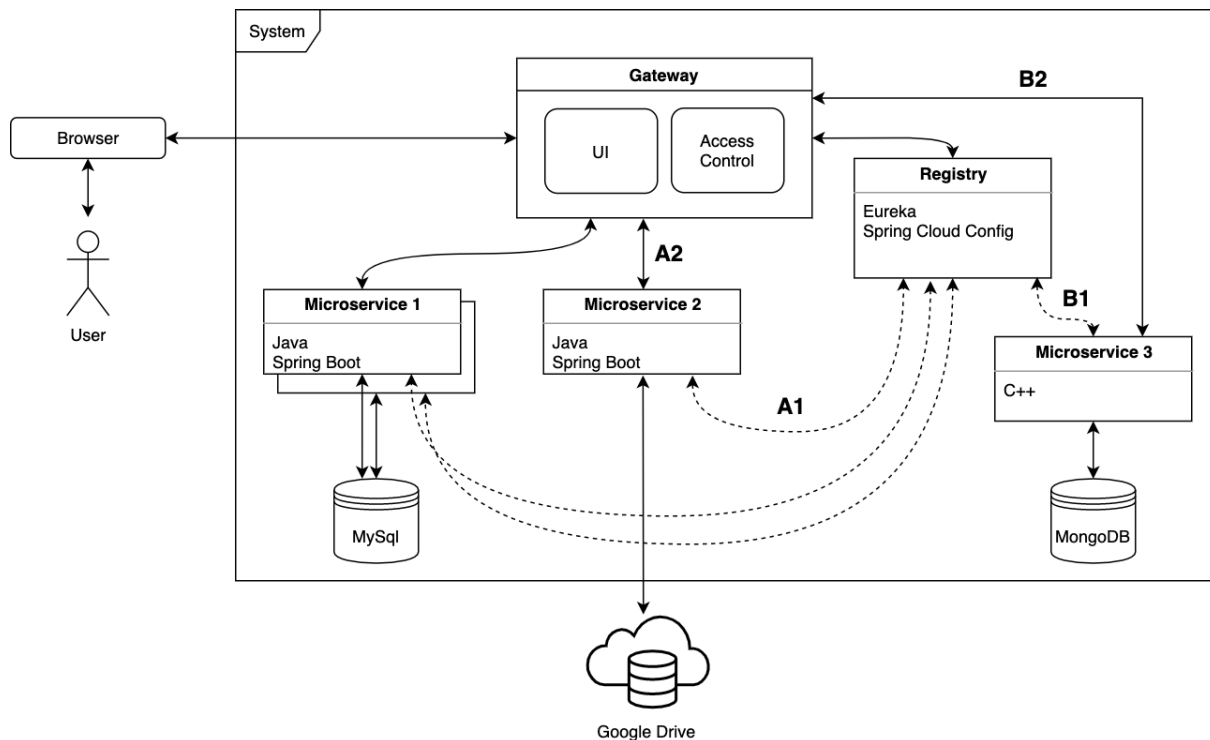 System
Gateway
B2
Browser
UI
Access
Control
Registry
Eureka
Spring Cloud Config
A2
User
Microservice 1
Java
Spring Boot
Microservice 2
Java
Spring Boot
B1
Microservice 3
C++
A1
MySql
MongoDB
Google Drive